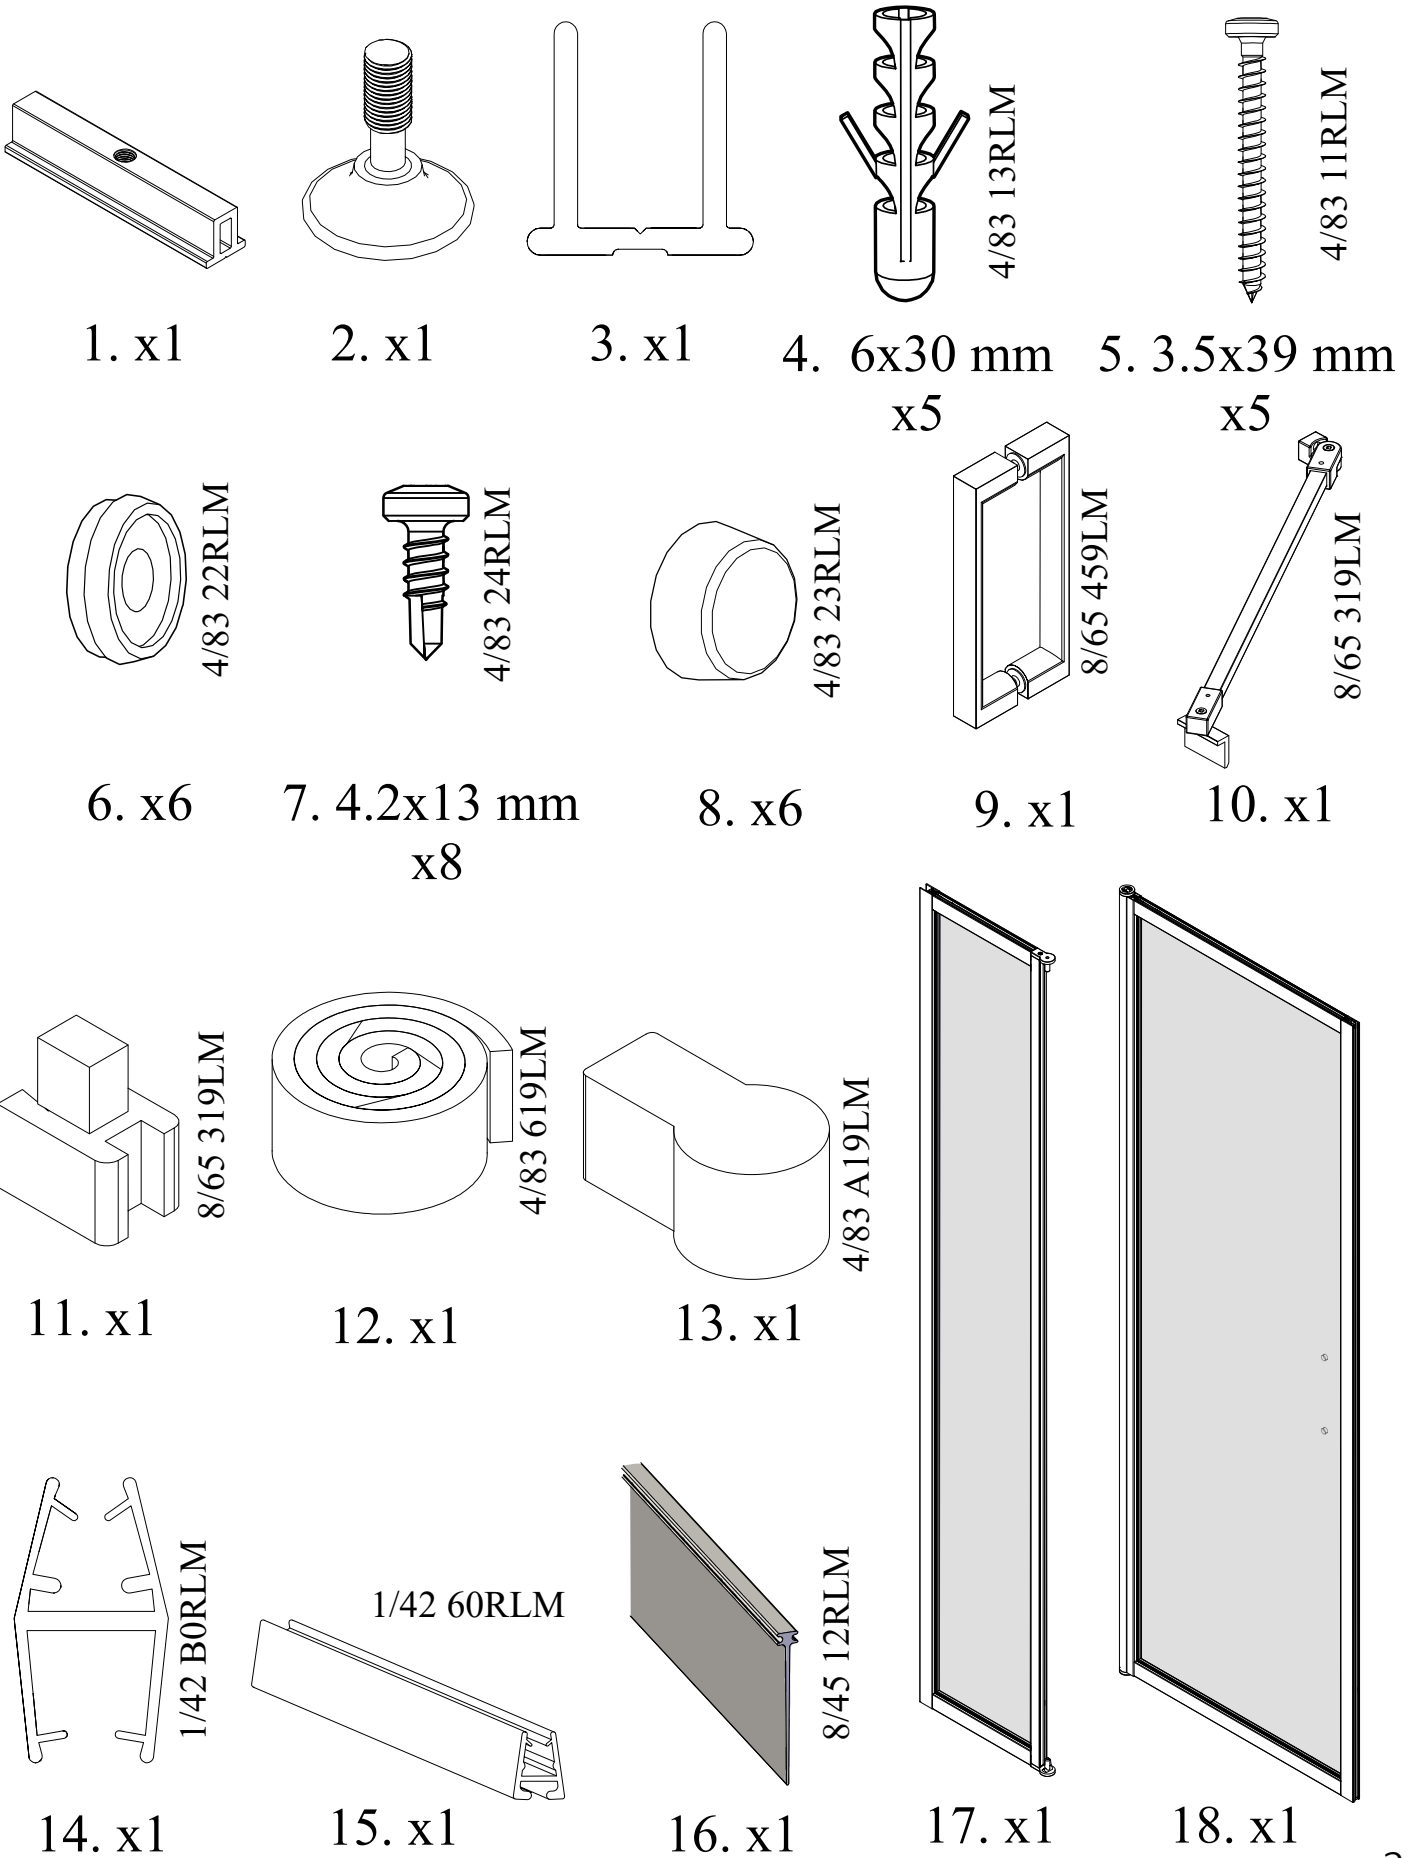 4/83 13RLM
4/83 11RLM
1. x1
2. x1
3. x1
4. 6x30 mm
x5
5. 3.5x39 mm
x5
4/83 22RLM
4/83 24RLM
4/83 23RLM
8/65 459LM
8/65 319LM
6. x6
7. 4.2x13 mm
x8
8. x6
9. x1
10. x1
8/65 319LM
4/83 619LM
4/83 A19LM
11. x1
12. x1
13. x1
1/42 B0RLM
1/42 60RLM
8/45 12RLM
14. x1
15. x1
16. x1
17. x1
18. x1